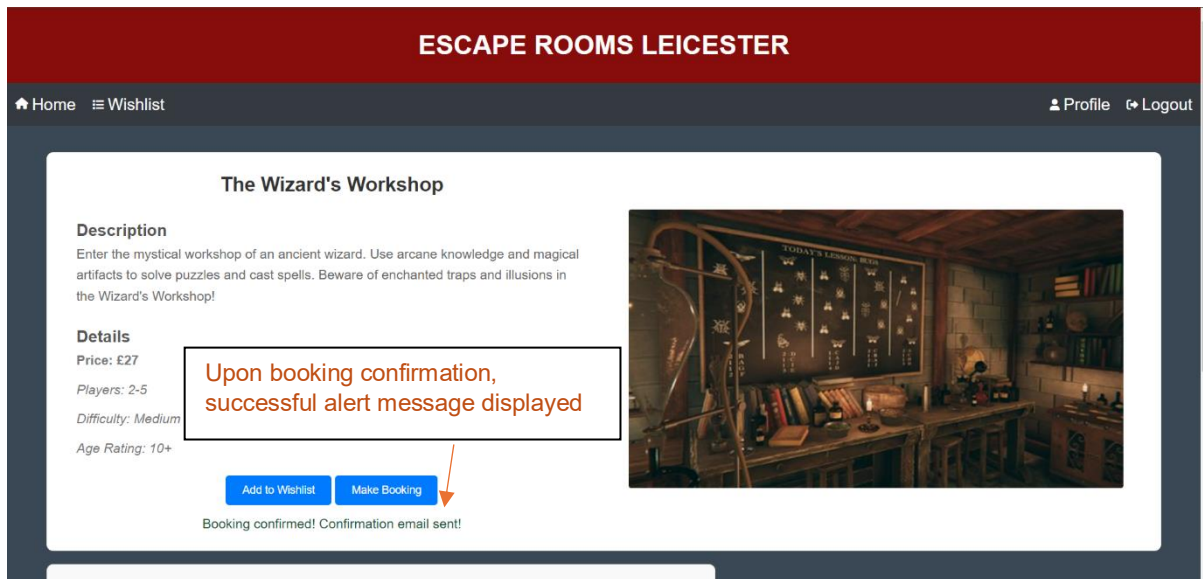 ESCAPE ROOMS LEICESTER
Home Wishlist Profile Logout
The Wizard's Workshop
Description
Enter the mystical workshop of an ancient wizard. Use arcane knowledge and magical
artifacts to solve puzzles and cast spells. Beware of enchanted traps and illusions in
the Wizard's Workshop!
Details
Price: £27
Players: 2-5
Difficulty: Medium
Age Rating: 10+
Upon booking confirmation,
successful alert message displayed
Add to Wishlist Make Booking
Booking confirmed! Confirmation email sent!
TODAY'S LESSON: BUGS